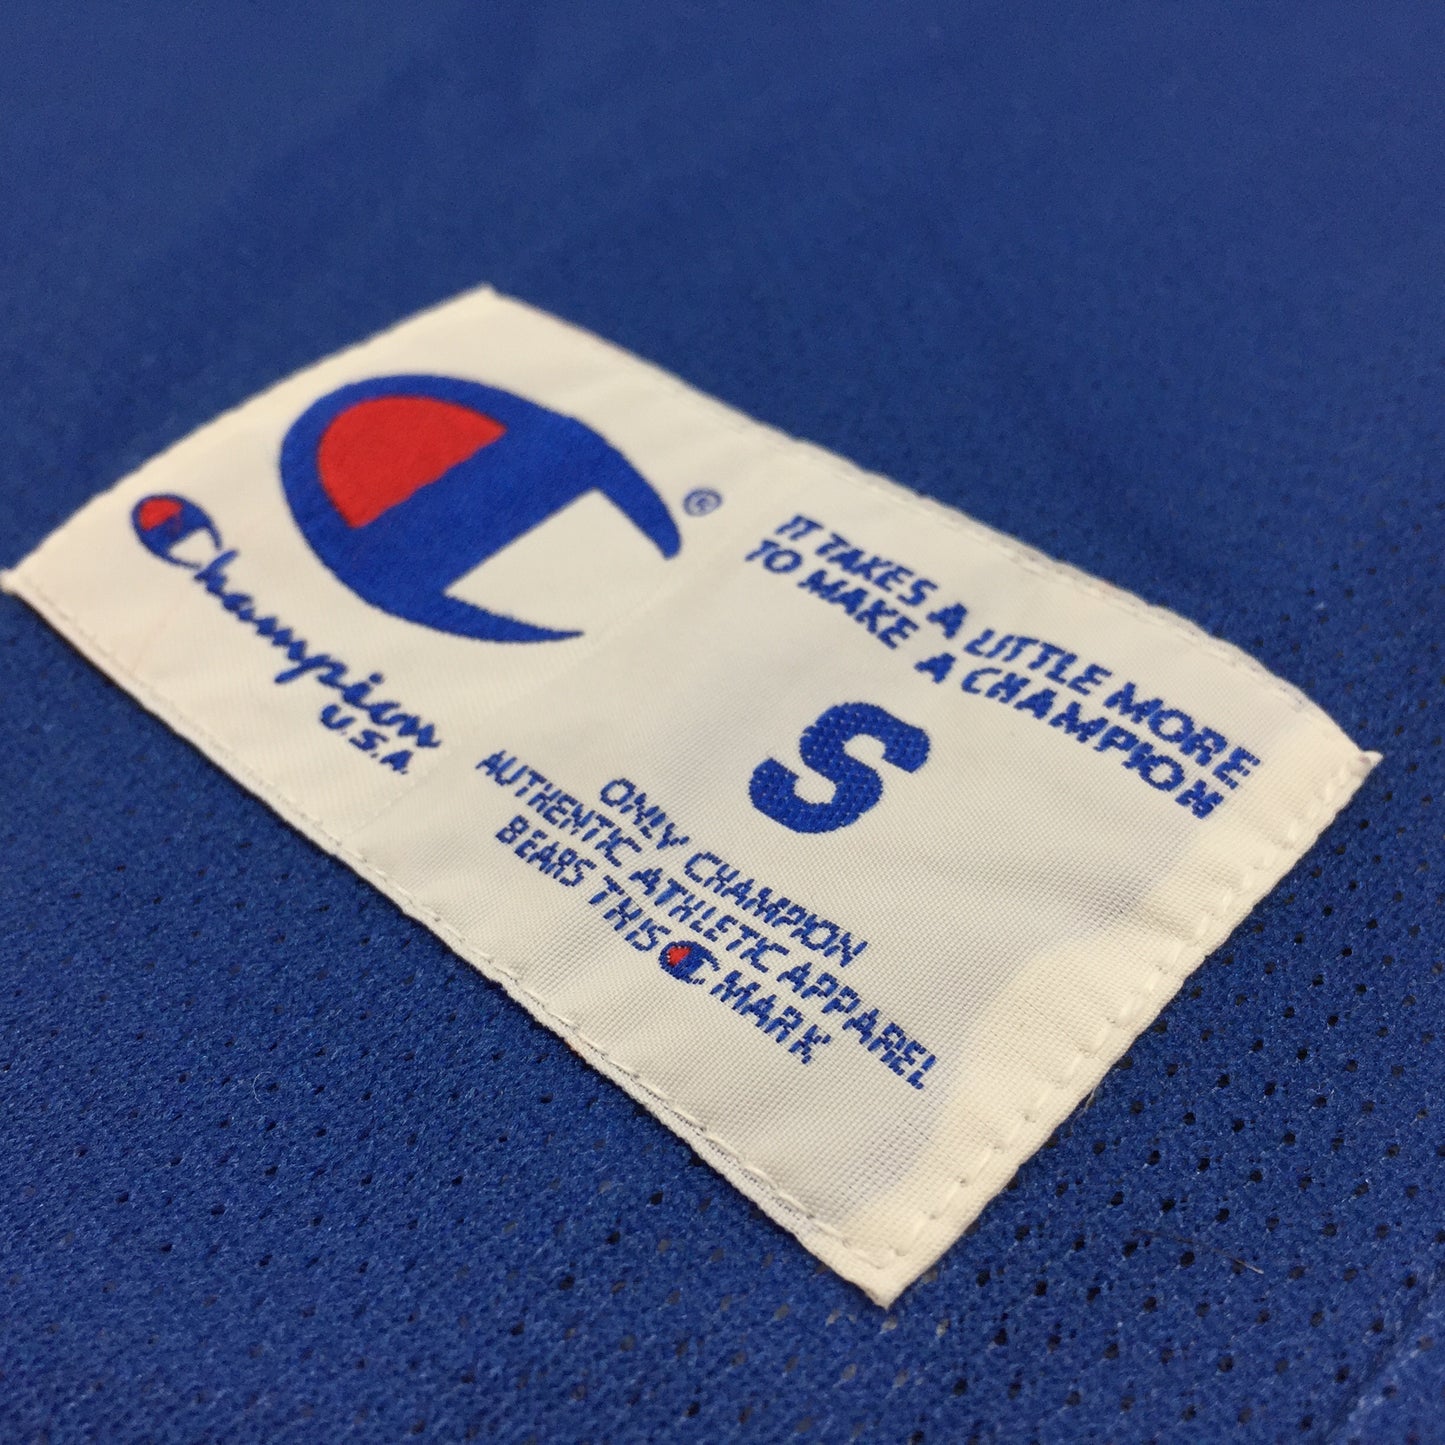 ©
Champion
U.S.A.
IT TAKES A LITTLE MORE
TO MAKE A CHAMPION
S
ONLY CHAMPION
AUTHENTIC ATHLETIC APPAREL
BEARS THIS C MARK